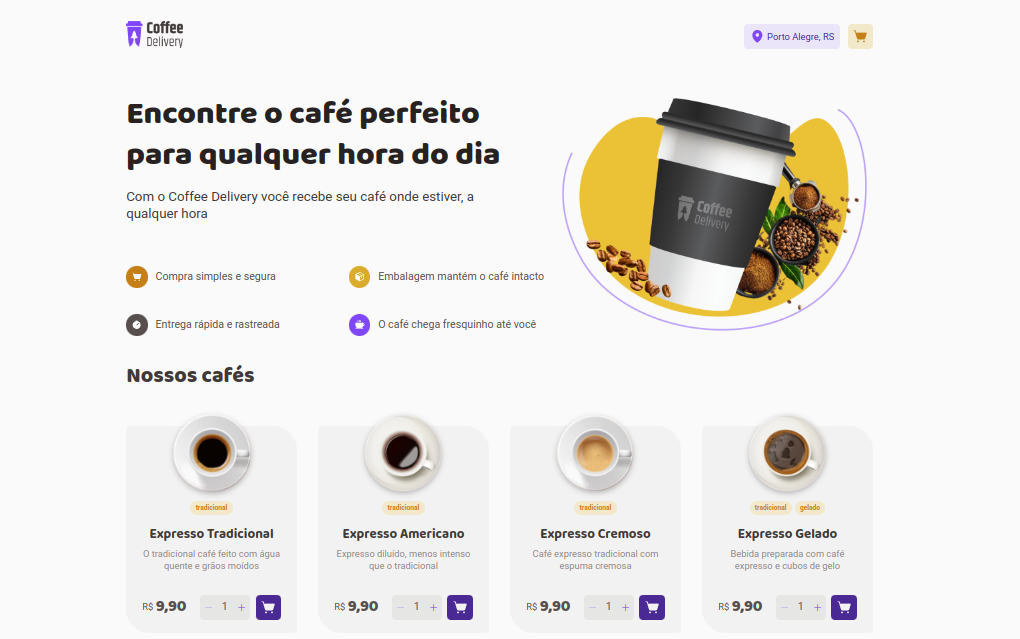 Coffee
Delivery
Porto Alegre, RS
Encontre o café perfeito
para qualquer hora do dia
Com o Coffee Delivery você recebe seu café onde estiver, a
qualquer hora
Coffee
Delivery
Compra simples e segura
Embalagem mantém o café intacto
Entrega rápida e rastreada
O café chega fresquinho até você
Nossos cafés
tradicional
Expresso Tradicional
O tradicional café feito com água
quente e grãos moídos
R$ 9,90
− 1 +
tradicional
Expresso Americano
Expresso diluído, menos intenso
que o tradicional
R$ 9,90
− 1 +
tradicional
Expresso Cremoso
Café expresso tradicional com
espuma cremosa
R$ 9,90
− 1 +
tradicional gelado
Expresso Gelado
Bebida preparada com café
expresso e cubos de gelo
R$ 9,90
− 1 +